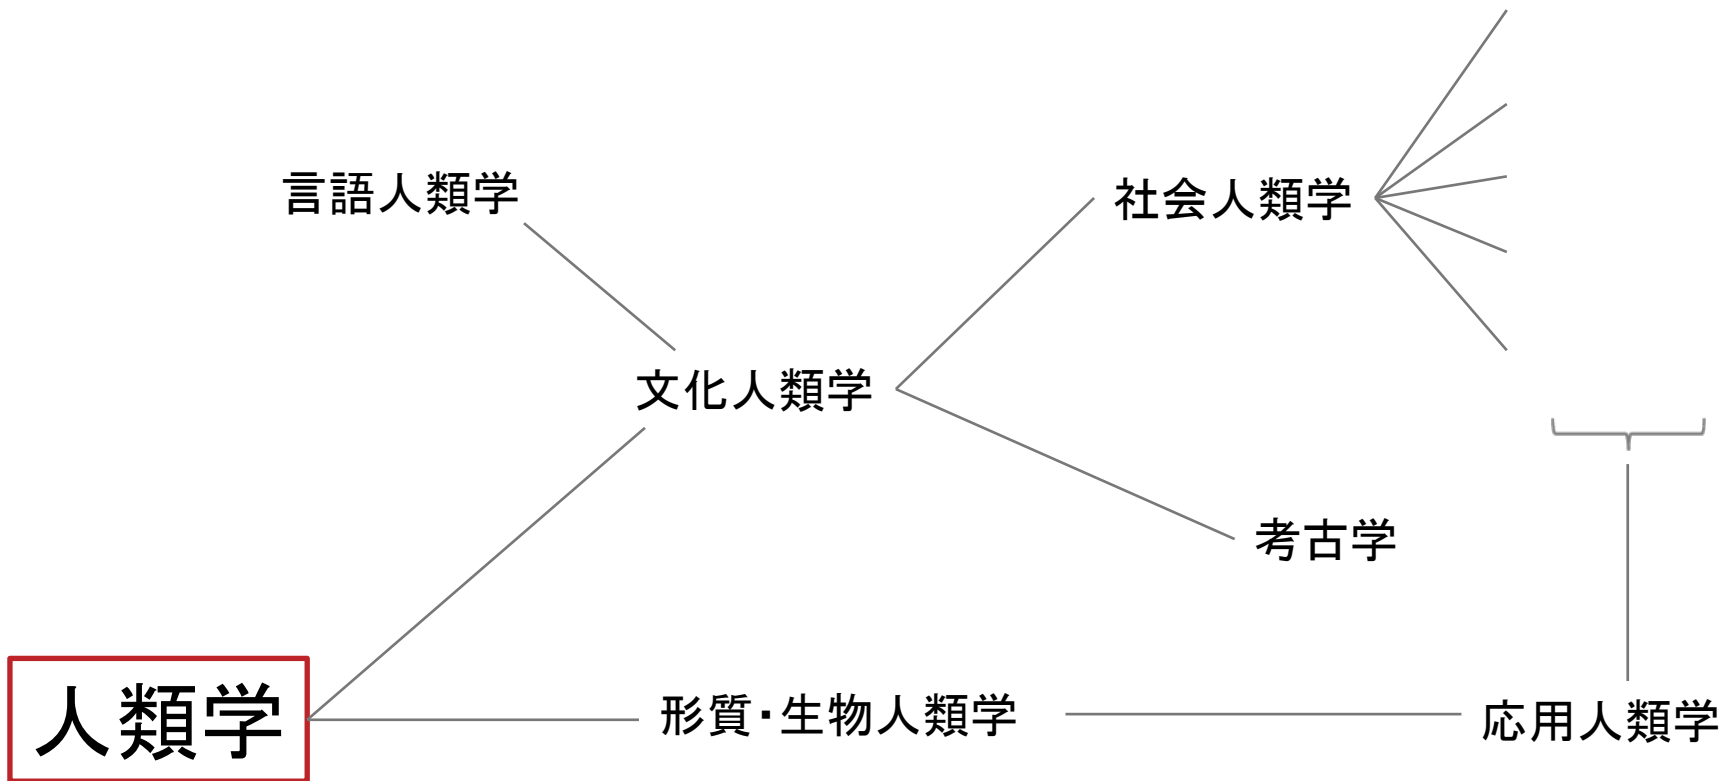 言語人類学
社会人類学
文化人類学
考古学
人類学
形質・生物人類学
応用人類学